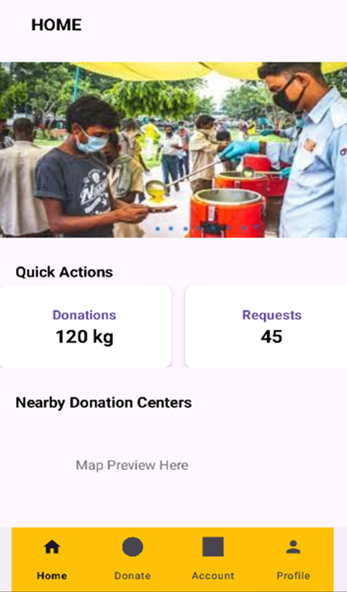 HOME
Quick Actions
Donations
Requests
120 kg
45
Nearby Donation Centers
Map Preview Here
Home
Donate
Account
Profile